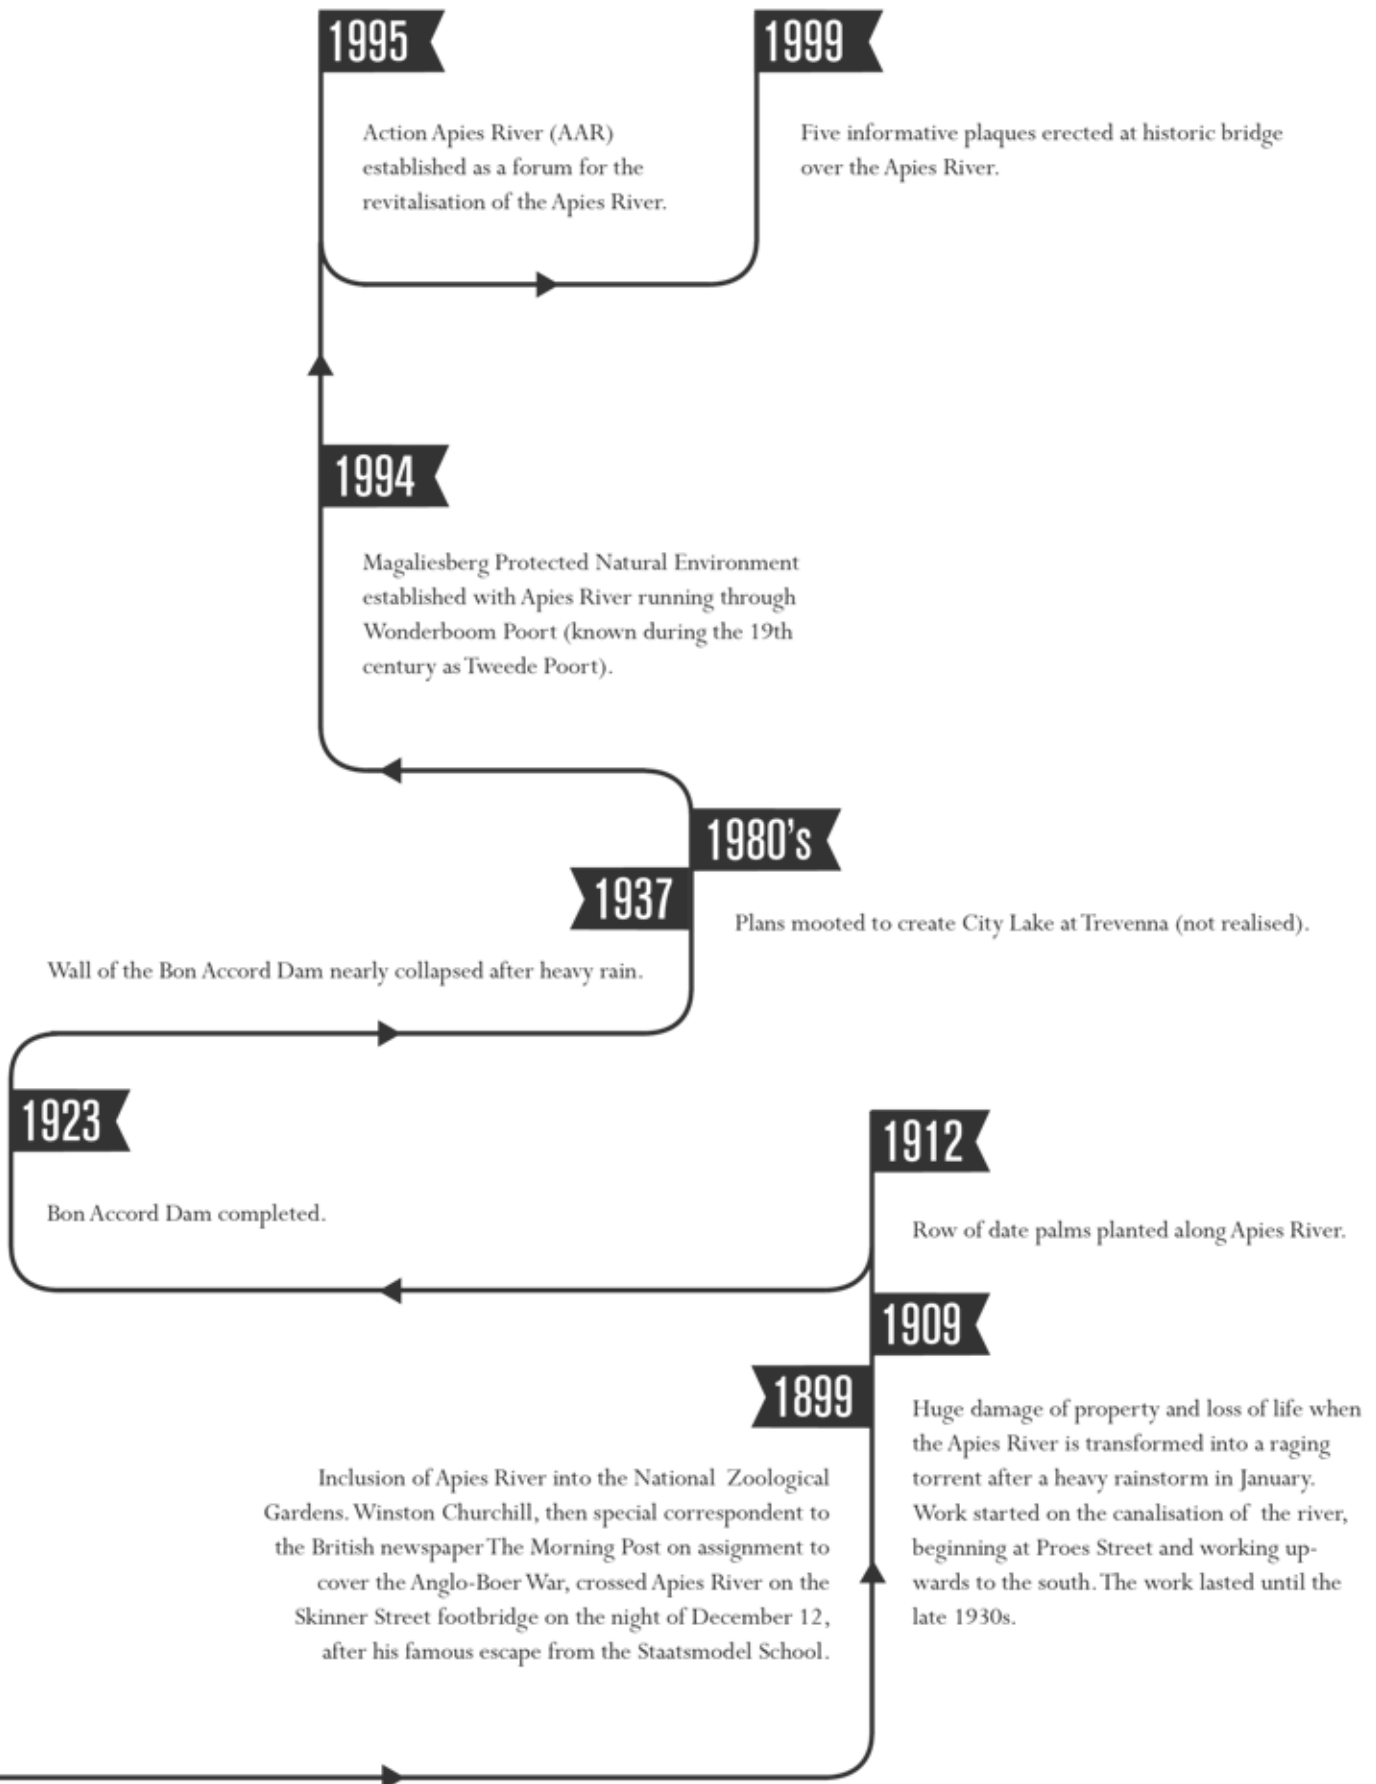 1995
Action Apies River (AAR)
established as a forum for the
revitalisation of the Apies River.
1999
Five informative plaques erected at historic bridge
over the Apies River.
1994
Magaliesberg Protected Natural Environment
established with Apies River running through
Wonderboom Poort (known during the 19th
century as Tweede Poort).
1980's
Plans mooted to create City Lake at Trevenna (not realised).
1937
Wall of the Bon Accord Dam nearly collapsed after heavy rain.
1923
Bon Accord Dam completed.
1912
Row of date palms planted along Apies River.
1909
Huge damage of property and loss of life when
the Apies River is transformed into a raging
torrent after a heavy rainstorm in January.
Work started on the canalisation of the river,
beginning at Proes Street and working up-
wards to the south. The work lasted until the
late 1930s.
1899
Inclusion of Apies River into the National Zoological
Gardens. Winston Churchill, then special correspondent to
the British newspaper The Morning Post on assignment to
cover the Anglo-Boer War, crossed Apies River on the
Skinner Street footbridge on the night of December 12,
after his famous escape from the Staatsmodel School.